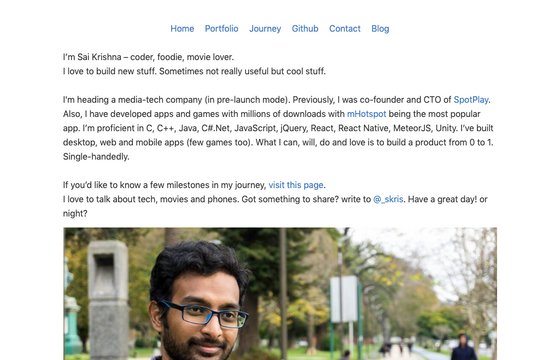 Home Portfolio Journey Github Contact Blog
I'm Sai Krishna – coder, foodie, movie lover.
I love to build new stuff. Sometimes not really useful but cool stuff.
I'm heading a media-tech company (in pre-launch mode). Previously, I was co-founder and CTO of SpotPlay.
Also, I have developed apps and games with millions of downloads with mHotspot being the most popular
app. I'm proficient in C, C++, Java, C#.Net, JavaScript, jQuery, React, React Native, MeteorJS, Unity. I've built
desktop, web and mobile apps (few games too). What I can, will, do and love is to build a product from 0 to 1.
Single-handedly.
If you'd like to know a few milestones in my journey, visit this page.
I love to talk about tech, movies and phones. Got something to share? write to @_skris. Have a great day! or
night?